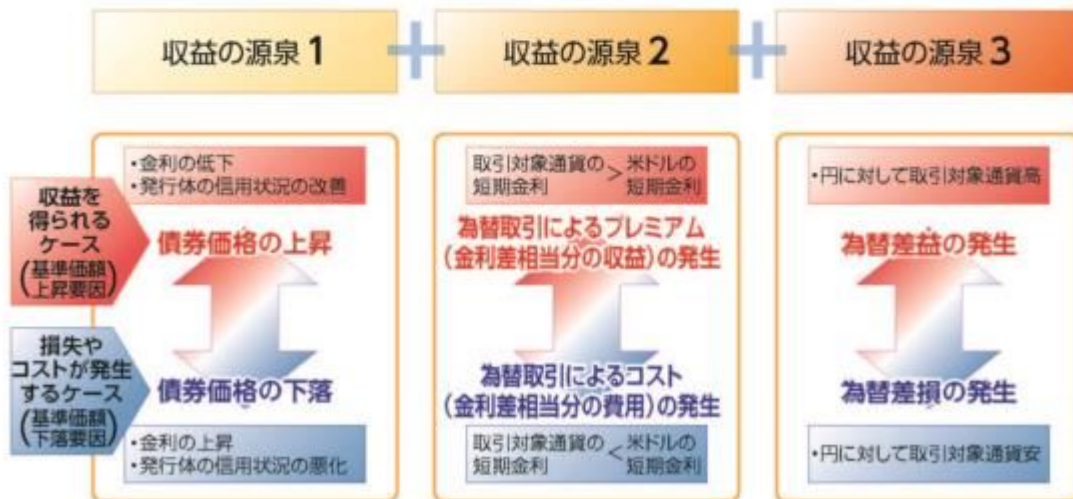 収益の源泉1
+
収益の源泉2
+
収益の源泉3
収益を
得られる
ケース
(基準価額
上昇要因)
・金利の低下
・発行体の信用状況の改善
債券価格の上昇
取引対象通貨の
短期金利
>
米ドルの
短期金利
為替取引によるプレミアム
(金利差相当分の収益)の発生
・円に対して取引対象通貨高
為替差益の発生
損失や
コストが発生
するケース
(基準価額
下落要因)
債券価格の下落
・金利の上昇
・発行体の信用状況の悪化
為替取引によるコスト
(金利差相当分の費用)の発生
取引対象通貨の
短期金利
<
米ドルの
短期金利
為替差損の発生
・円に対して取引対象通貨安